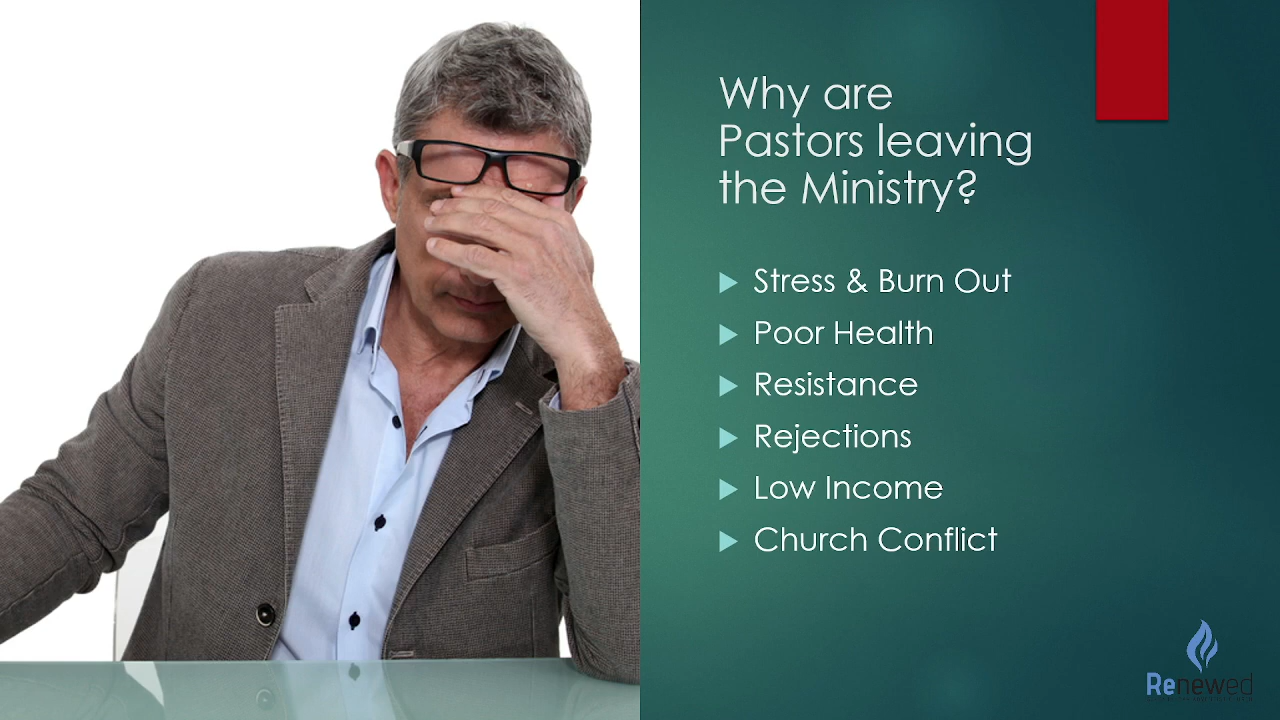 Why are
Pastors leaving
the Ministry?
Stress & Burn Out
Poor Health
Resistance
Rejections
Low Income
Church Conflict
Renewed